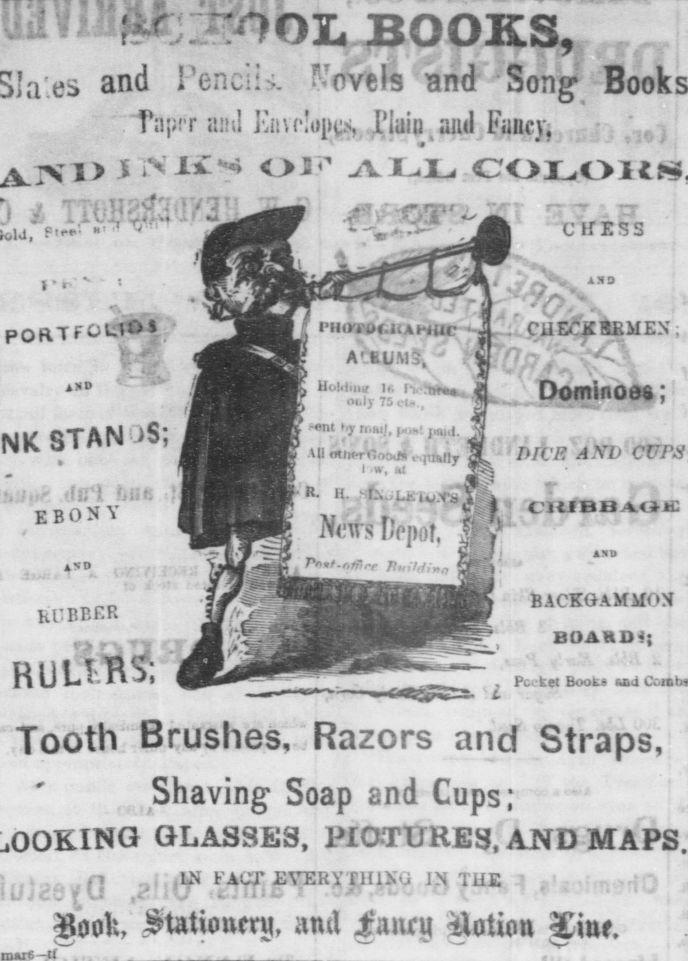 SCHOOL BOOKS,
Slates and Pencils. Novels and Song Books
Paper and Envelopes, Plain and Fancy,
AND INKS OF ALL COLORS,
Gold, Steel and Quill
PENS;
PORTFOLIOS
AND
INK STANDS;
EBONY
AND
RUBBER
RULERS;
PHOTOGRAPHIC
ALBUMS,
Holding 16 Pictures
only 75 cts.,
sent by mail, post paid.
All other Goods equally
low, at
R. H. SINGLETON'S
News Depot,
Post-office Building
CHESS
AND
CHECKERMEN;
Dominoes;
DICE AND CUPS
CRIBBAGE
AND
BACKGAMMON
BOARDS;
Pocket Books and Combs
Tooth Brushes, Razors and Straps,
Shaving Soap and Cups;
LOOKING GLASSES, PICTURES, AND MAPS.
IN FACT EVERYTHING IN THE
Book, Stationery, and Fancy Notion Line.
mar6—tf